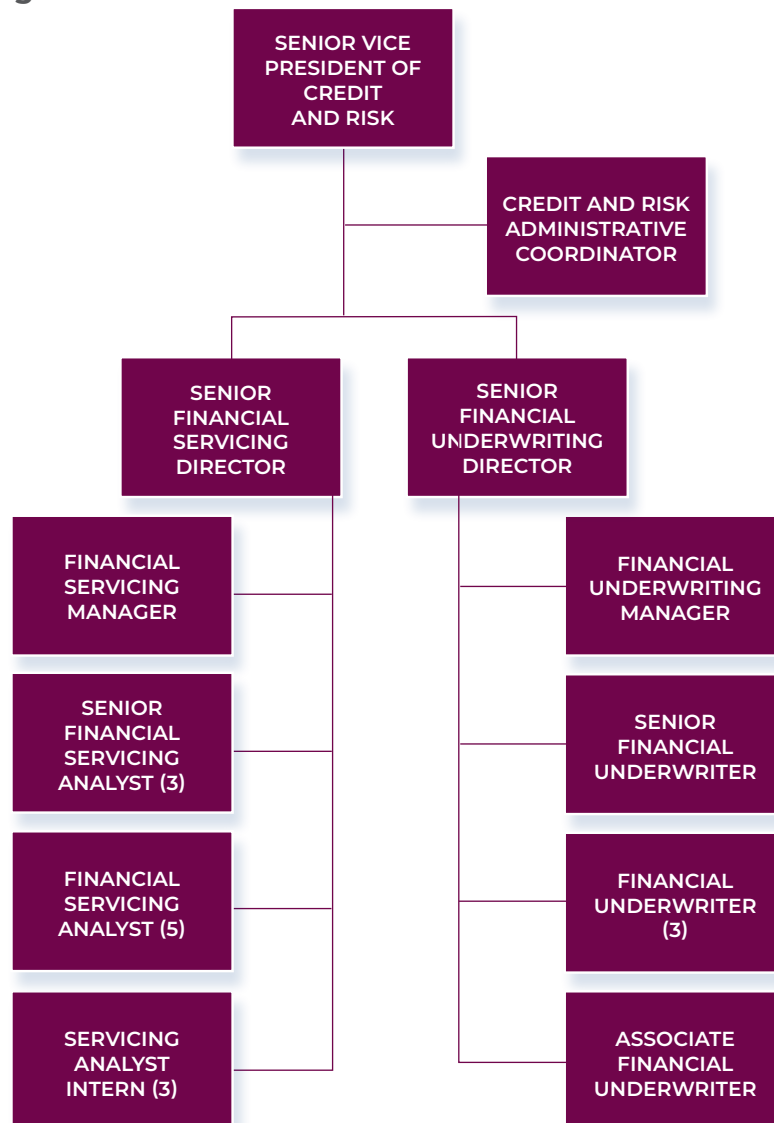 SENIOR VICE
PRESIDENT OF
CREDIT
AND RISK
CREDIT AND RISK
ADMINISTRATIVE
COORDINATOR
SENIOR
FINANCIAL
SERVICING
DIRECTOR
SENIOR
FINANCIAL
UNDERWRITING
DIRECTOR
FINANCIAL
SERVICING
MANAGER
SENIOR
FINANCIAL
SERVICING
ANALYST (3)
FINANCIAL
SERVICING
ANALYST (5)
SERVICING
ANALYST
INTERN (3)
FINANCIAL
UNDERWRITING
MANAGER
SENIOR
FINANCIAL
UNDERWRITER
FINANCIAL
UNDERWRITER
(3)
ASSOCIATE
FINANCIAL
UNDERWRITER